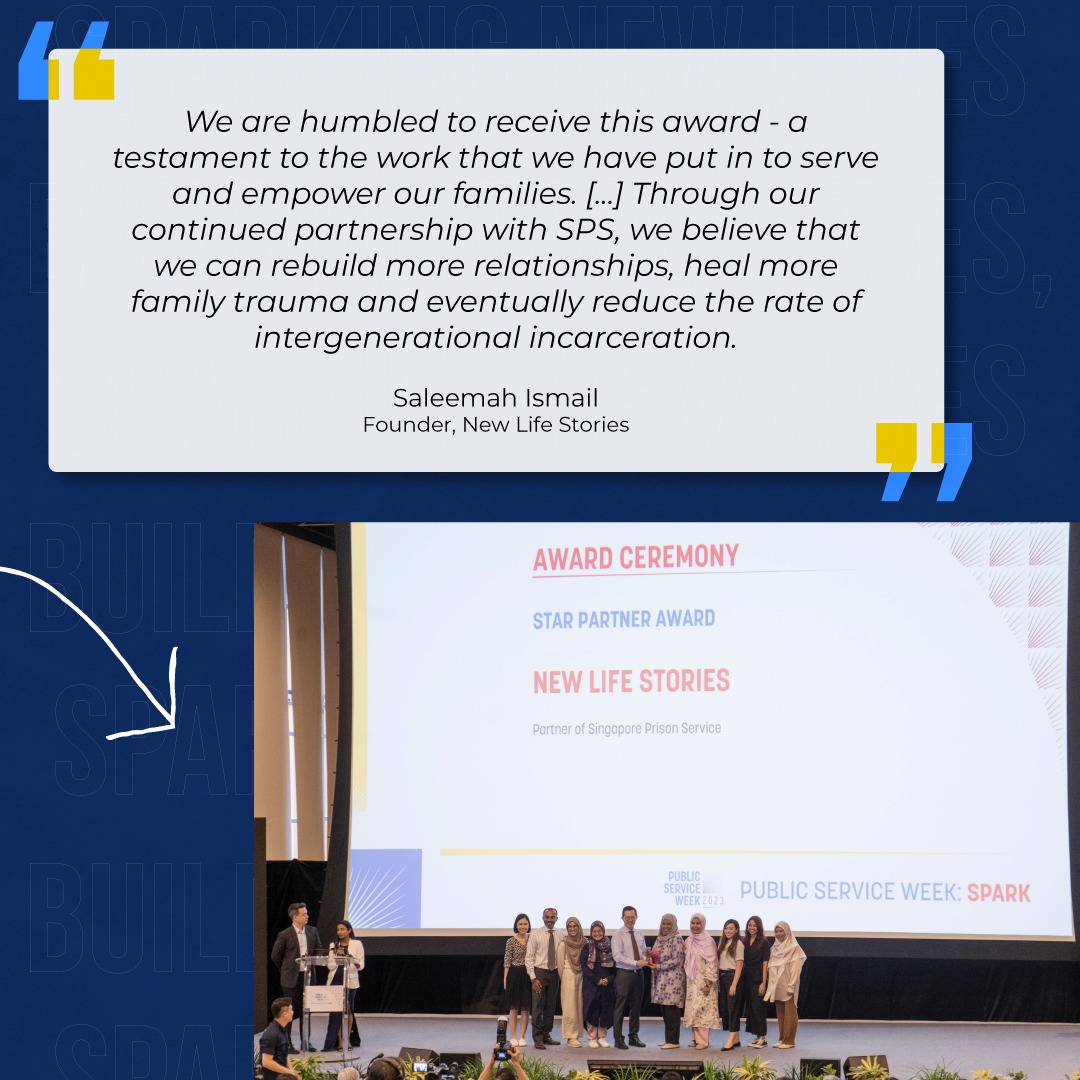 SPARKING NEW LIVES
We are humbled to receive this award - a
testament to the work that we have put in to serve
and empower our families. [...] Through our
continued partnership with SPS, we believe that
we can rebuild more relationships, heal more
family trauma and eventually reduce the rate of
intergenerational incarceration.
Saleemah Ismail
Founder, New Life Stories
AWARD CEREMONY
STAR PARTNER AWARD
NEW LIFE STORIES
Partner of Singapore Prison Service
PUBLIC
SERVICE
WEEK 2023
PUBLIC SERVICE WEEK: SPARK